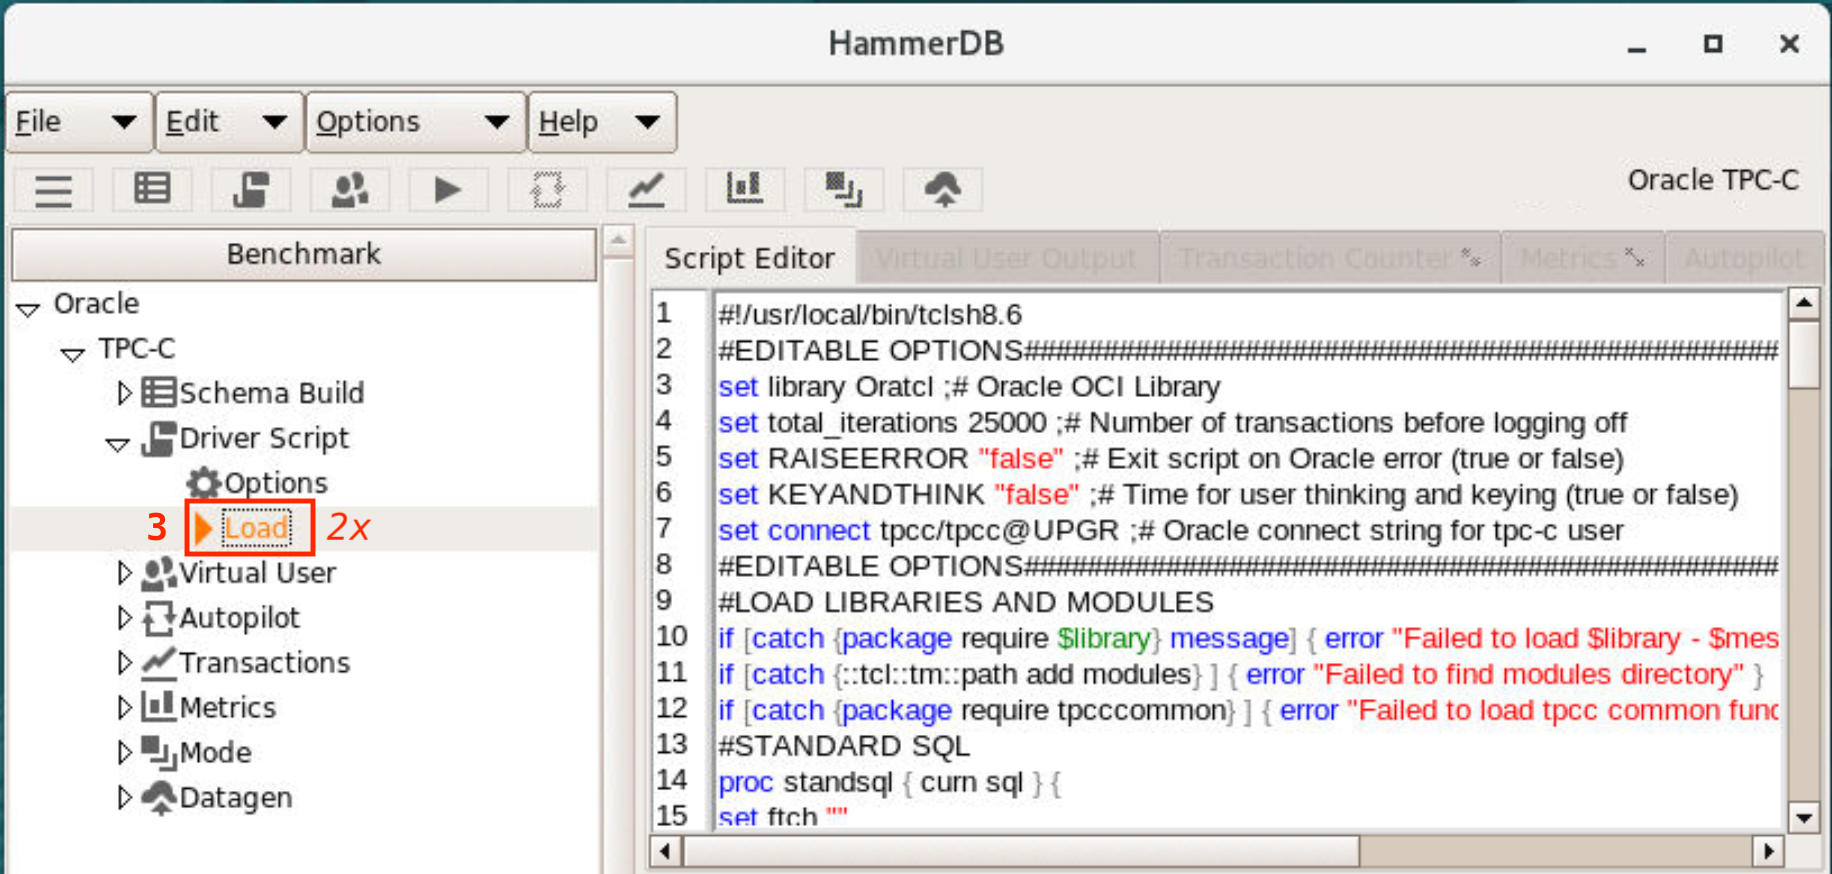 HammerDB
File Edit Options Help
Oracle TPC-C
Benchmark
Oracle
TPC-C
Schema Build
Driver Script
Options
3 Load 2x
Virtual User
Autopilot
Transactions
Metrics
Mode
Datagen
Script Editor Virtual User Output Transaction Counter Metrics Autopilot
1 #!/usr/local/bin/tclsh8.6
2 #EDITABLE OPTIONS##################################################
3 set library Oratcl ;# Oracle OCI Library
4 set total_iterations 25000 ;# Number of transactions before logging off
5 set RAISEERROR "false" ;# Exit script on Oracle error (true or false)
6 set KEYANDTHINK "false" ;# Time for user thinking and keying (true or false)
7 set connect tpcc/tpcc@UPGR ;# Oracle connect string for tpc-c user
8 #EDITABLE OPTIONS##################################################
9 #LOAD LIBRARIES AND MODULES
10 if [catch {package require $library} message] { error "Failed to load $library - $mes
11 if [catch {::tcl::tm::path add modules} ] { error "Failed to find modules directory" }
12 if [catch {package require tpcccommon} ] { error "Failed to load tpcc common func
13 #STANDARD SQL
14 proc standsql { curn sql } {
15 set ftch ""